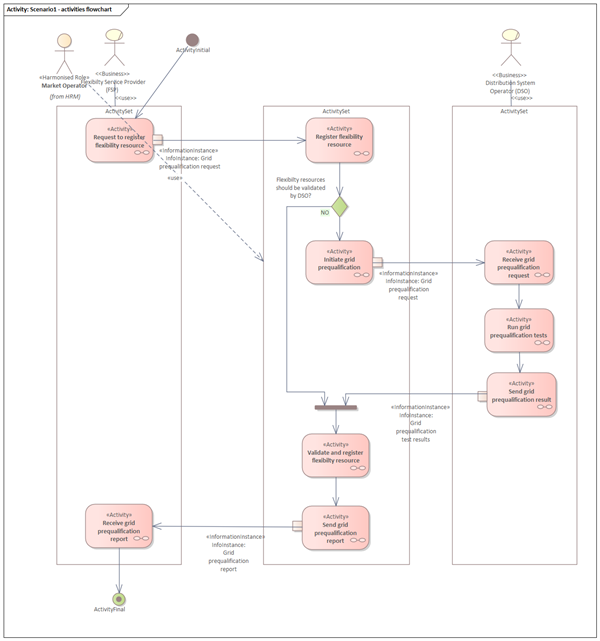 Activity: Scenario1 - activities flowchart
«Harmonised Role»
Market Operator
(from HRM)
<<Business>>
Flexibilty Service Provider
(FSP)
<<use>>
ActivityInitial
<<Business>>
Distribution System
Operator (DSO)
<<use>>
ActivitySet
ActivitySet
ActivitySet
«Activity»
Request to register
flexibility resource
«InformationInstance»
InfoInstance: Grid
prequalification request
«use»
«Activity»
Register flexibility
resource
Flexibilty resources
should be validated
by DSO?
NO
«Activity»
Initiate grid
prequalification
«InformationInstance»
InfoInstance: Grid
prequalification
request
«Activity»
Receive grid
prequalification
request
«Activity»
Run grid
prequalification tests
«Activity»
Send grid
prequalification result
«InformationInstance»
InfoInstance:
Grid
prequalification
test results
«Activity»
Validate and register
flexibilty resource
«Activity»
Send grid
prequalification
report
«InformationInstance»
InfoInstance:
Grid
prequalification
report
«Activity»
Receive grid
prequalification
report
ActivityFinal